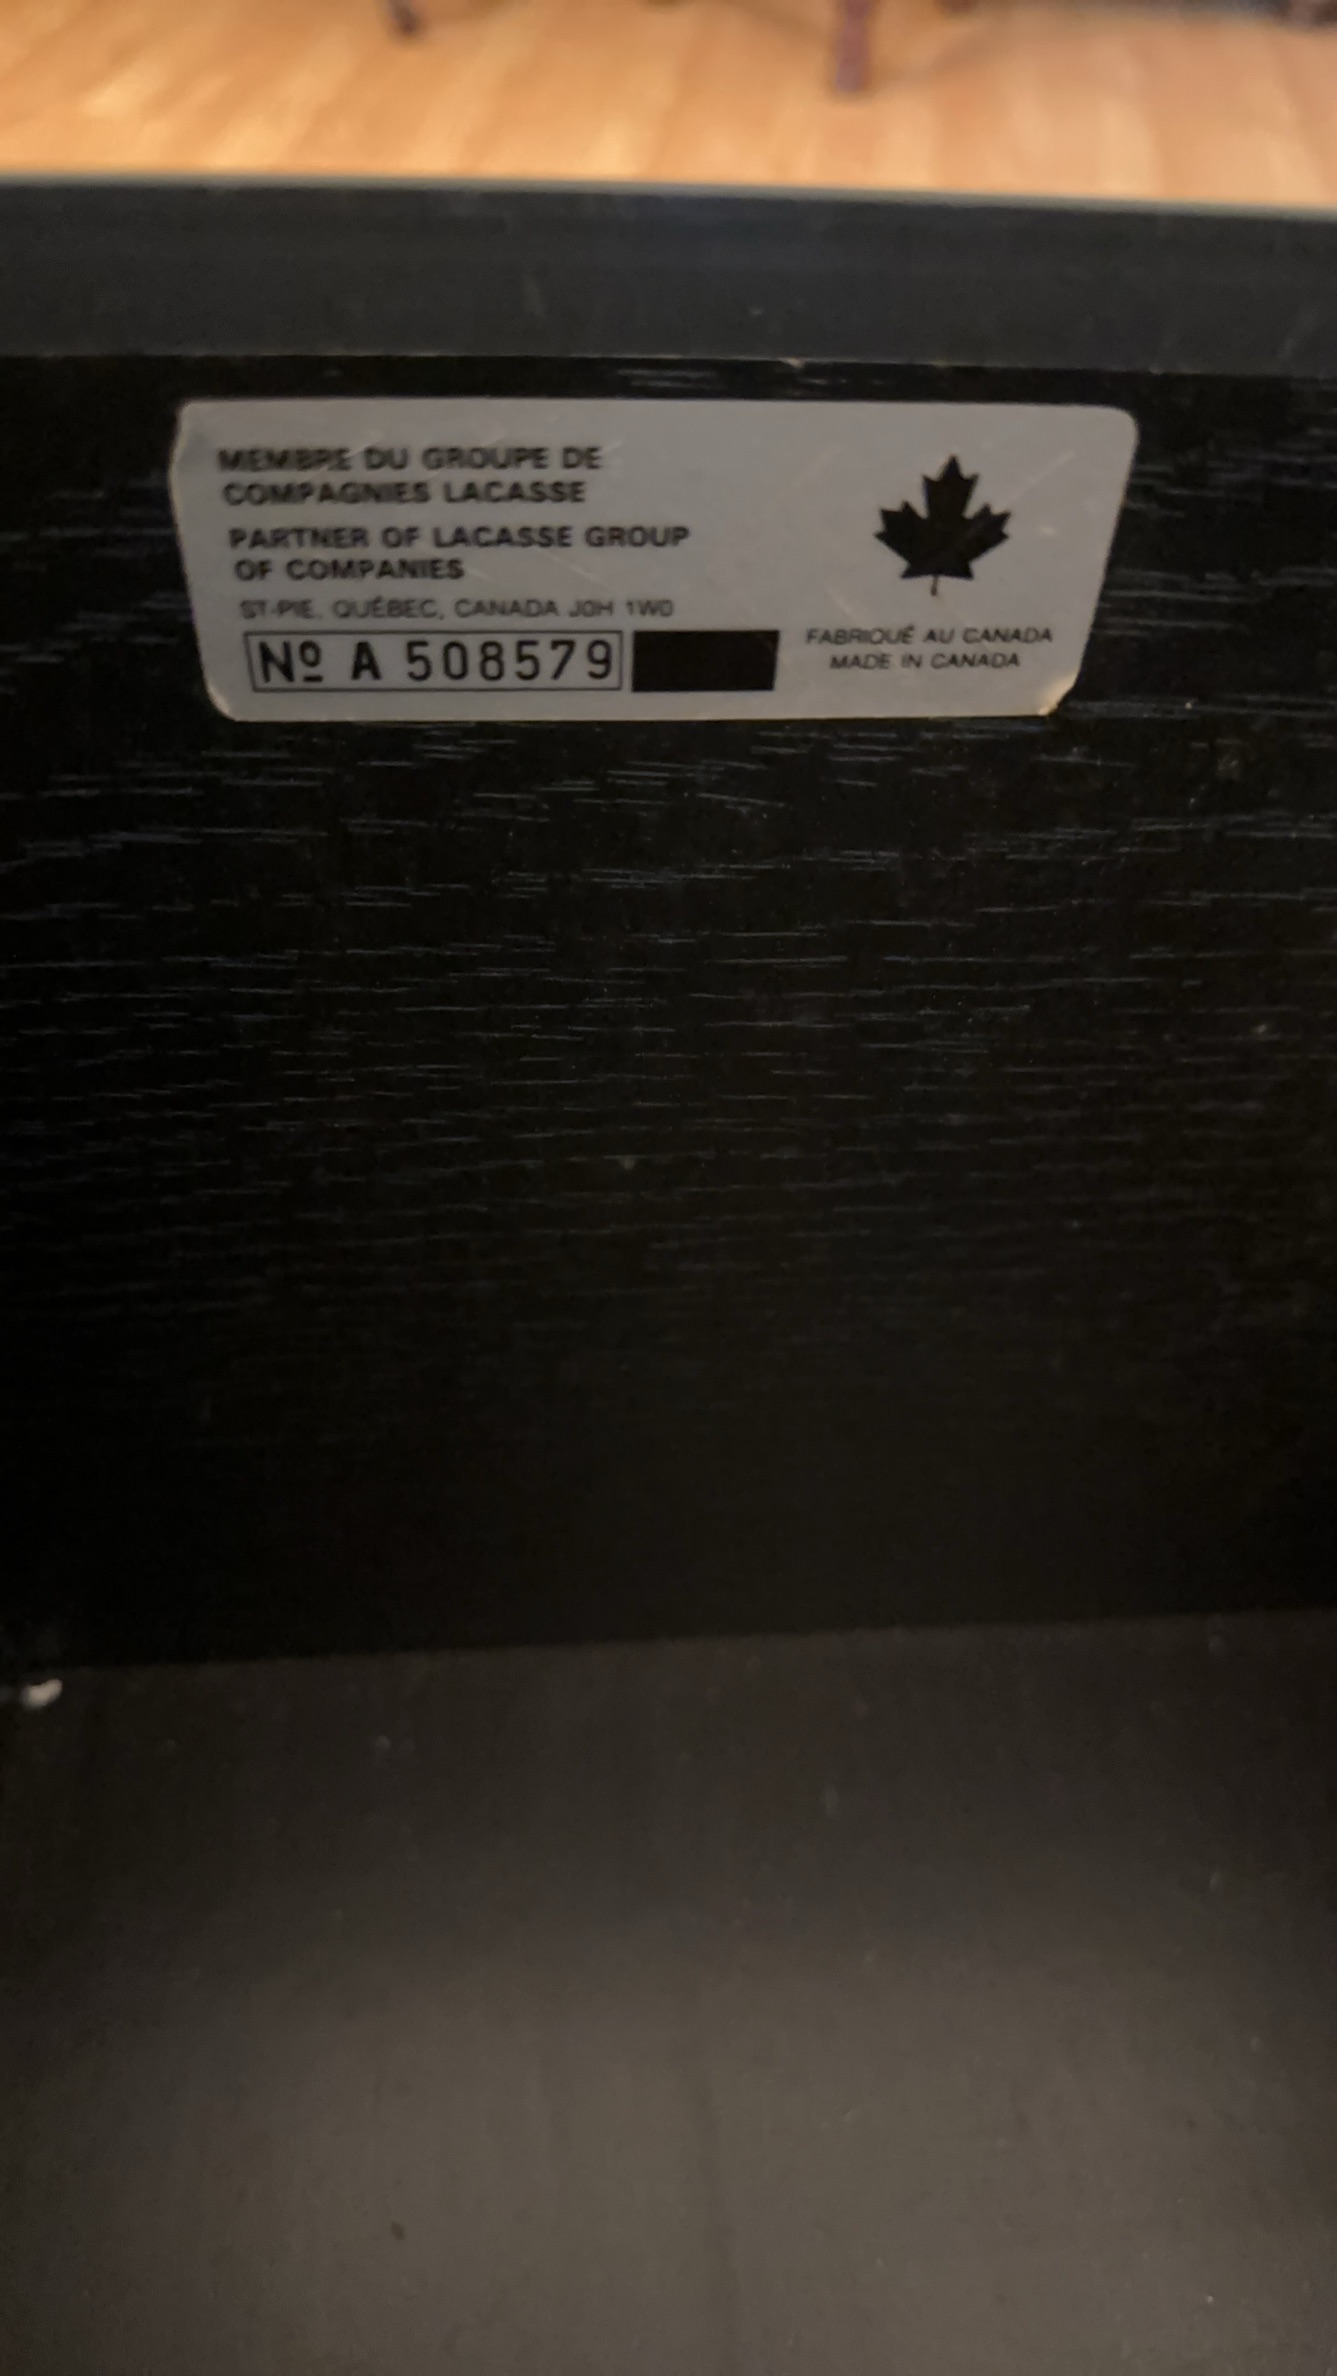 MEMBRE DU GROUPE DE
COMPAGNIES LACASSE
PARTNER OF LACASSE GROUP
OF COMPANIES
ST-PIE, QUÉBEC, CANADA J0H 1W0
Nº A 508579
FABRIQUÉ AU CANADA
MADE IN CANADA